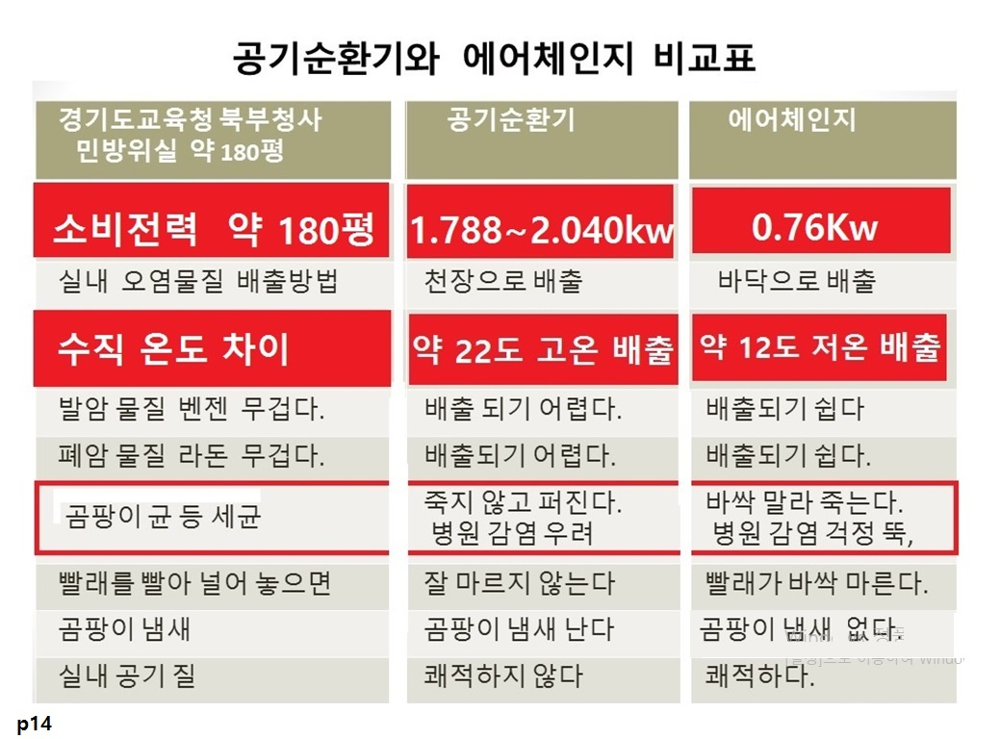 공기순환기와 에어체인지 비교표
경기도교육청 북부청사
민방위실 약 180평
공기순환기
에어체인지
소비전력 약 180평
1.788~2.040kw
0.76Kw
실내 오염물질 배출방법
천장으로 배출
바닥으로 배출
수직 온도 차이
약 22도 고온 배출
약 12도 저온 배출
발암 물질 벤젠 무겁다.
배출 되기 어렵다.
배출되기 쉽다
폐암 물질 라돈 무겁다.
배출되기 어렵다.
배출되기 쉽다.
곰팡이 균 등 세균
죽지 않고 퍼진다.
병원 감염 우려
바싹 말라 죽는다.
병원 감염 걱정 뚝,
빨래를 빨아 널어 놓으면
잘 마르지 않는다
빨래가 바싹 마른다.
곰팡이 냄새
곰팡이 냄새 난다
곰팡이 냄새 없다.
실내 공기 질
쾌적하지 않다
쾌적하다.
p14